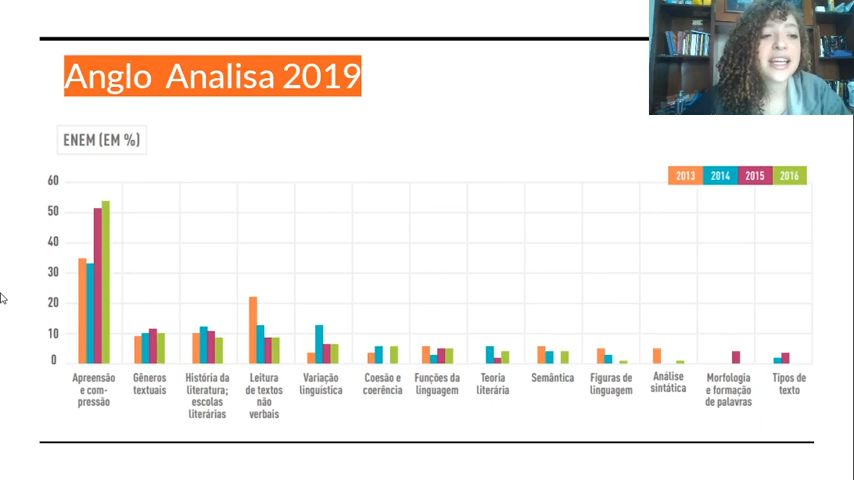 Anglo Analisa 2019
ENEM (EM %)
2013 2014 2015 2016
60
50
40
30
20
10
0
Apreensão
e com-
pressão
Gêneros
textuais
História da
literatura;
escolas
literárias
Leitura
de textos
não
verbais
Variação
linguística
Coesão e
coerência
Funções da
linguagem
Teoria
literária
Semântica
Figuras de
linguagem
Análise
sintática
Morfologia
e formação
de palavras
Tipos de
texto